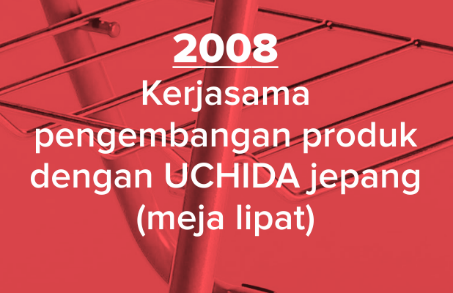 2008
Kerjasama
pengembangan produk
dengan UCHIDA jepang
(meja lipat)